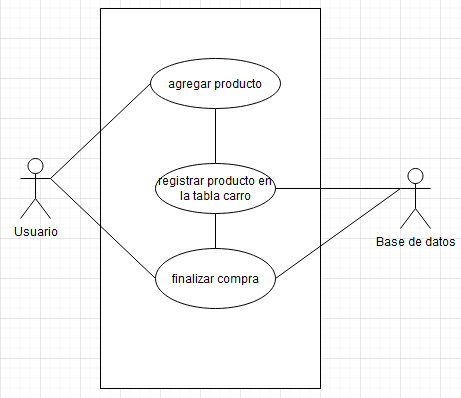 agregar producto
registrar producto en
la tabla carro
Usuario
Base de datos
finalizar compra